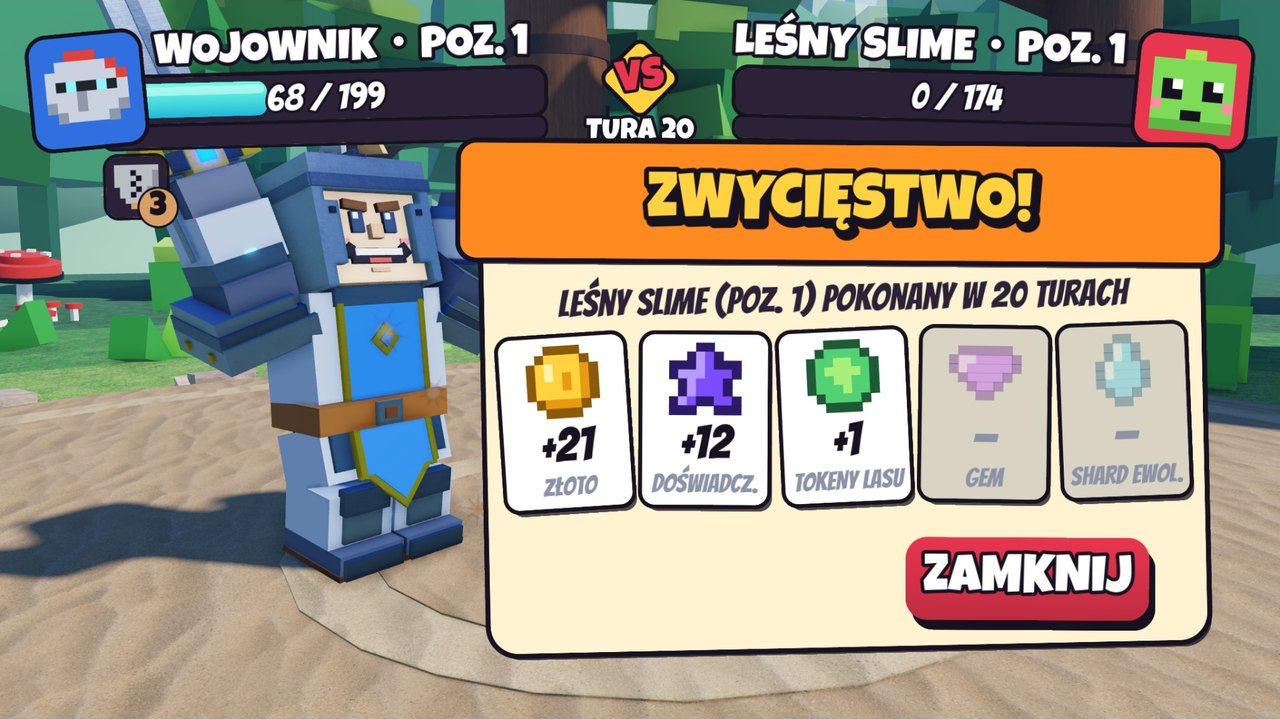 WOJOWNIK • POZ. 1
68 / 199
VS
TURA 20
LEŚNY SLIME • POZ. 1
0 / 174
3
ZWYCIĘSTWO!
LEŚNY SLIME (POZ. 1) POKONANY W 20 TURACH
+21
ZŁOTO
+12
DOŚWIADCZ.
+1
TOKENY LASU
–
GEM
–
SHARD EWOL.
ZAMKNIJ